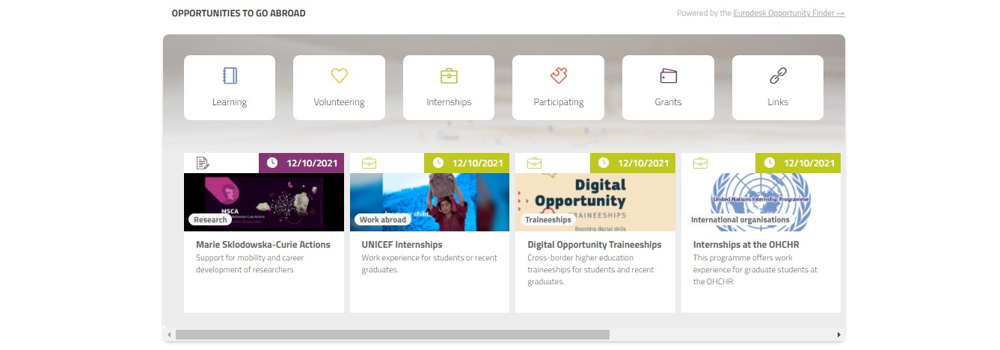 OPPORTUNITIES TO GO ABROAD
Powered by the Eurodesk Opportunity Finder →
Learning
Volunteering
Internships
Participating
Grants
Links
12/10/2021
12/10/2021
12/10/2021
12/10/2021
MSCA
Research
child,
Work abroad
Digital
Opportunity
TRAINEESHIPS
Traineeships
Boosting digital skills
United Nations Internship Programme
International organisations
Marie Sklodowska-Curie Actions
Support for mobility and career
development of researchers
UNICEF Internships
Work experience for students or recent
graduates.
Digital Opportunity Traineeships
Cross-border higher education
traineeships for students and recent
graduates.
Internships at the OHCHR
This programme offers work
experience for graduate students at
the OHCHR.